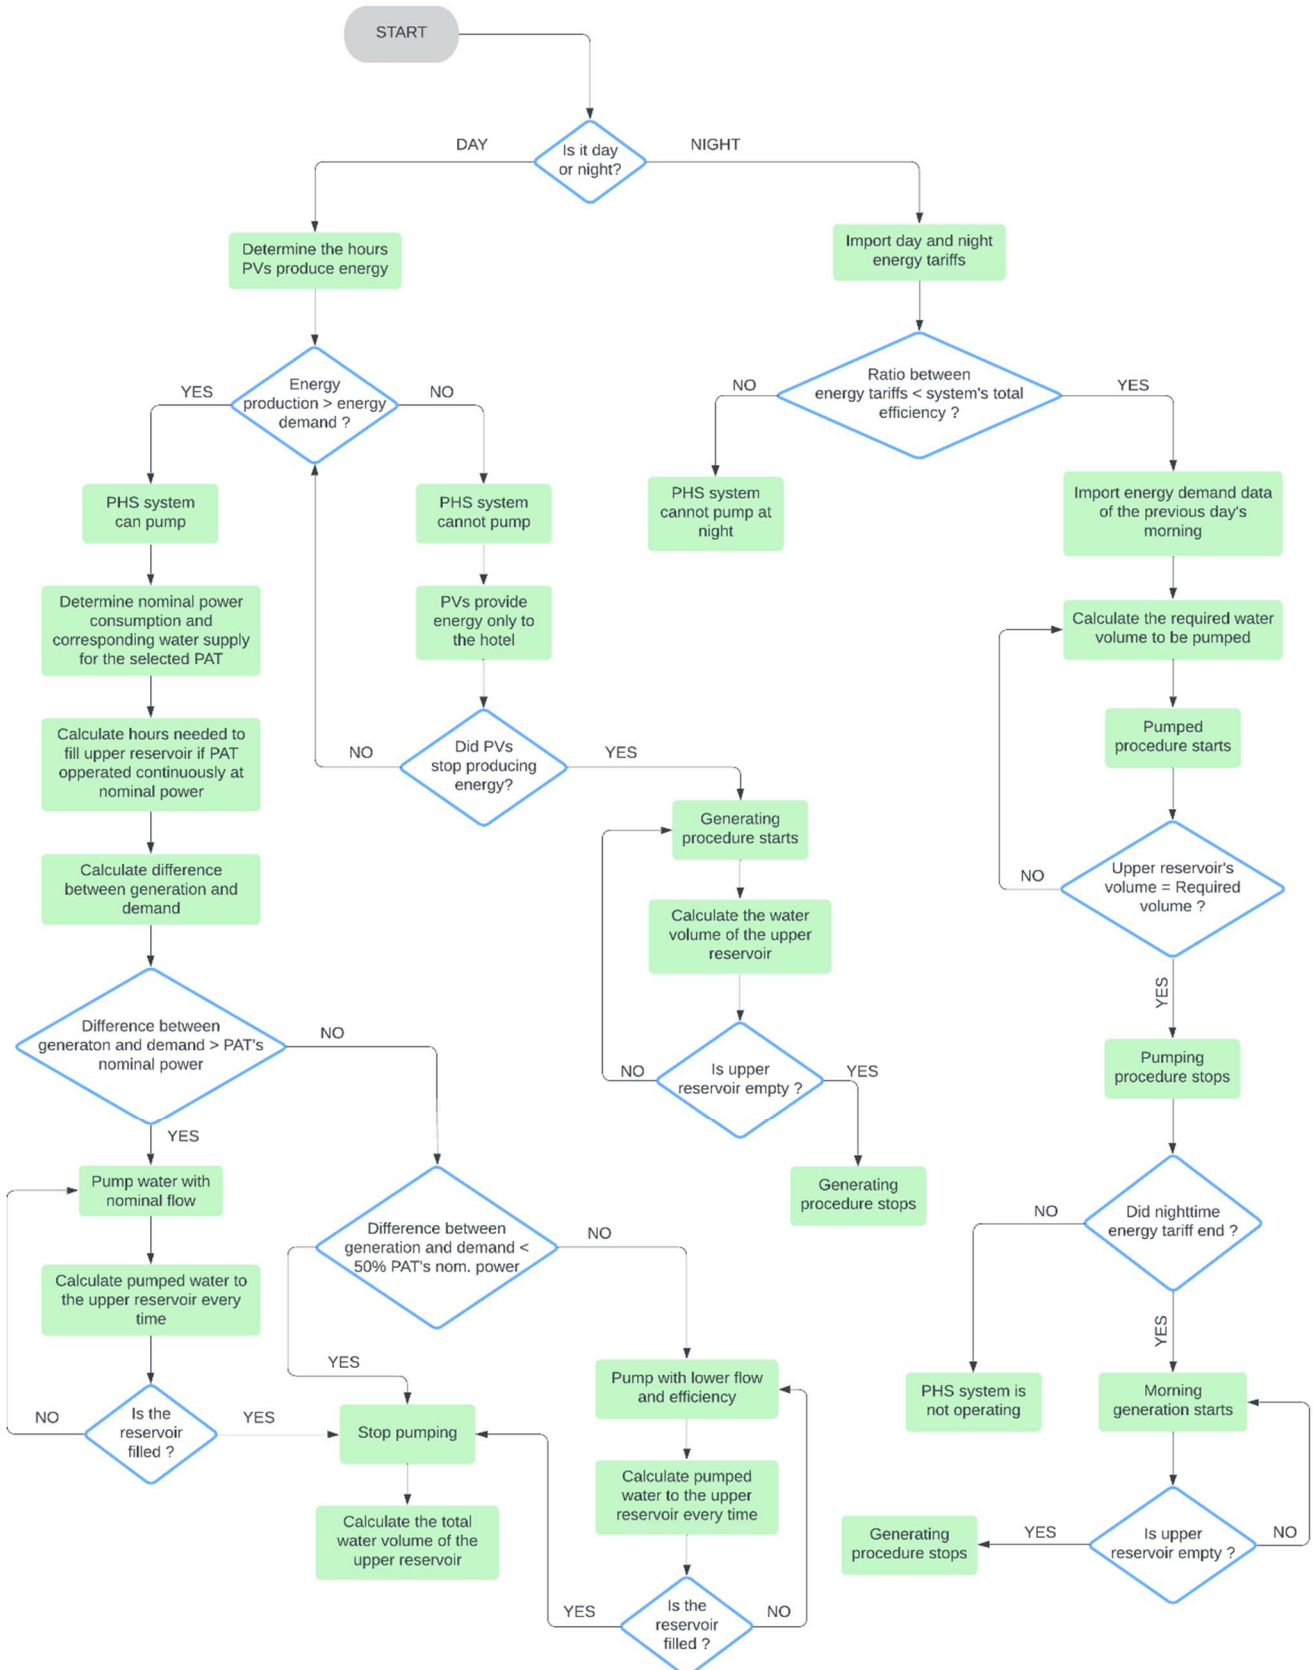 START
Is it day
or night?
DAY
NIGHT
Determine the hours
PVs produce energy
Import day and night
energy tariffs
Energy
production > energy
demand ?
YES
NO
Ratio between
energy tariffs < system's total
efficiency ?
NO
YES
PHS system
can pump
PHS system
cannot pump
PHS system
cannot pump at
night
Import energy demand data
of the previous day's
morning
Determine nominal power
consumption and
corresponding water supply
for the selected PAT
PVs provide
energy only to
the hotel
Calculate the required water
volume to be pumped
Calculate hours needed to
fill upper reservoir if PAT
opperated continuously at
nominal power
Did PVs
stop producing
energy?
NO
YES
Pumped
procedure starts
Generating
procedure starts
Calculate difference
between generation and
demand
Upper reservoir's
volume = Required
volume ?
NO
YES
Calculate the water
volume of the upper
reservoir
Difference between
generaton and demand > PAT's
nominal power
NO
YES
Is upper
reservoir empty ?
NO
YES
Pumping
procedure stops
Generating
procedure stops
Pump water with
nominal flow
Difference between
generation and demand <
50% PAT's nom. power
NO
YES
Did nighttime
energy tariff end ?
NO
YES
Calculate pumped water to
the upper reservoir every
time
Pump with lower flow
and efficiency
PHS system is
not operating
Morning
generation starts
Is the
reservoir
filled ?
NO
YES
Stop pumping
Calculate pumped
water to the upper
reservoir every time
Calculate the total
water volume of the
upper reservoir
Generating
procedure stops
YES
Is upper
reservoir empty ?
NO
Is the
reservoir
filled ?
YES
NO